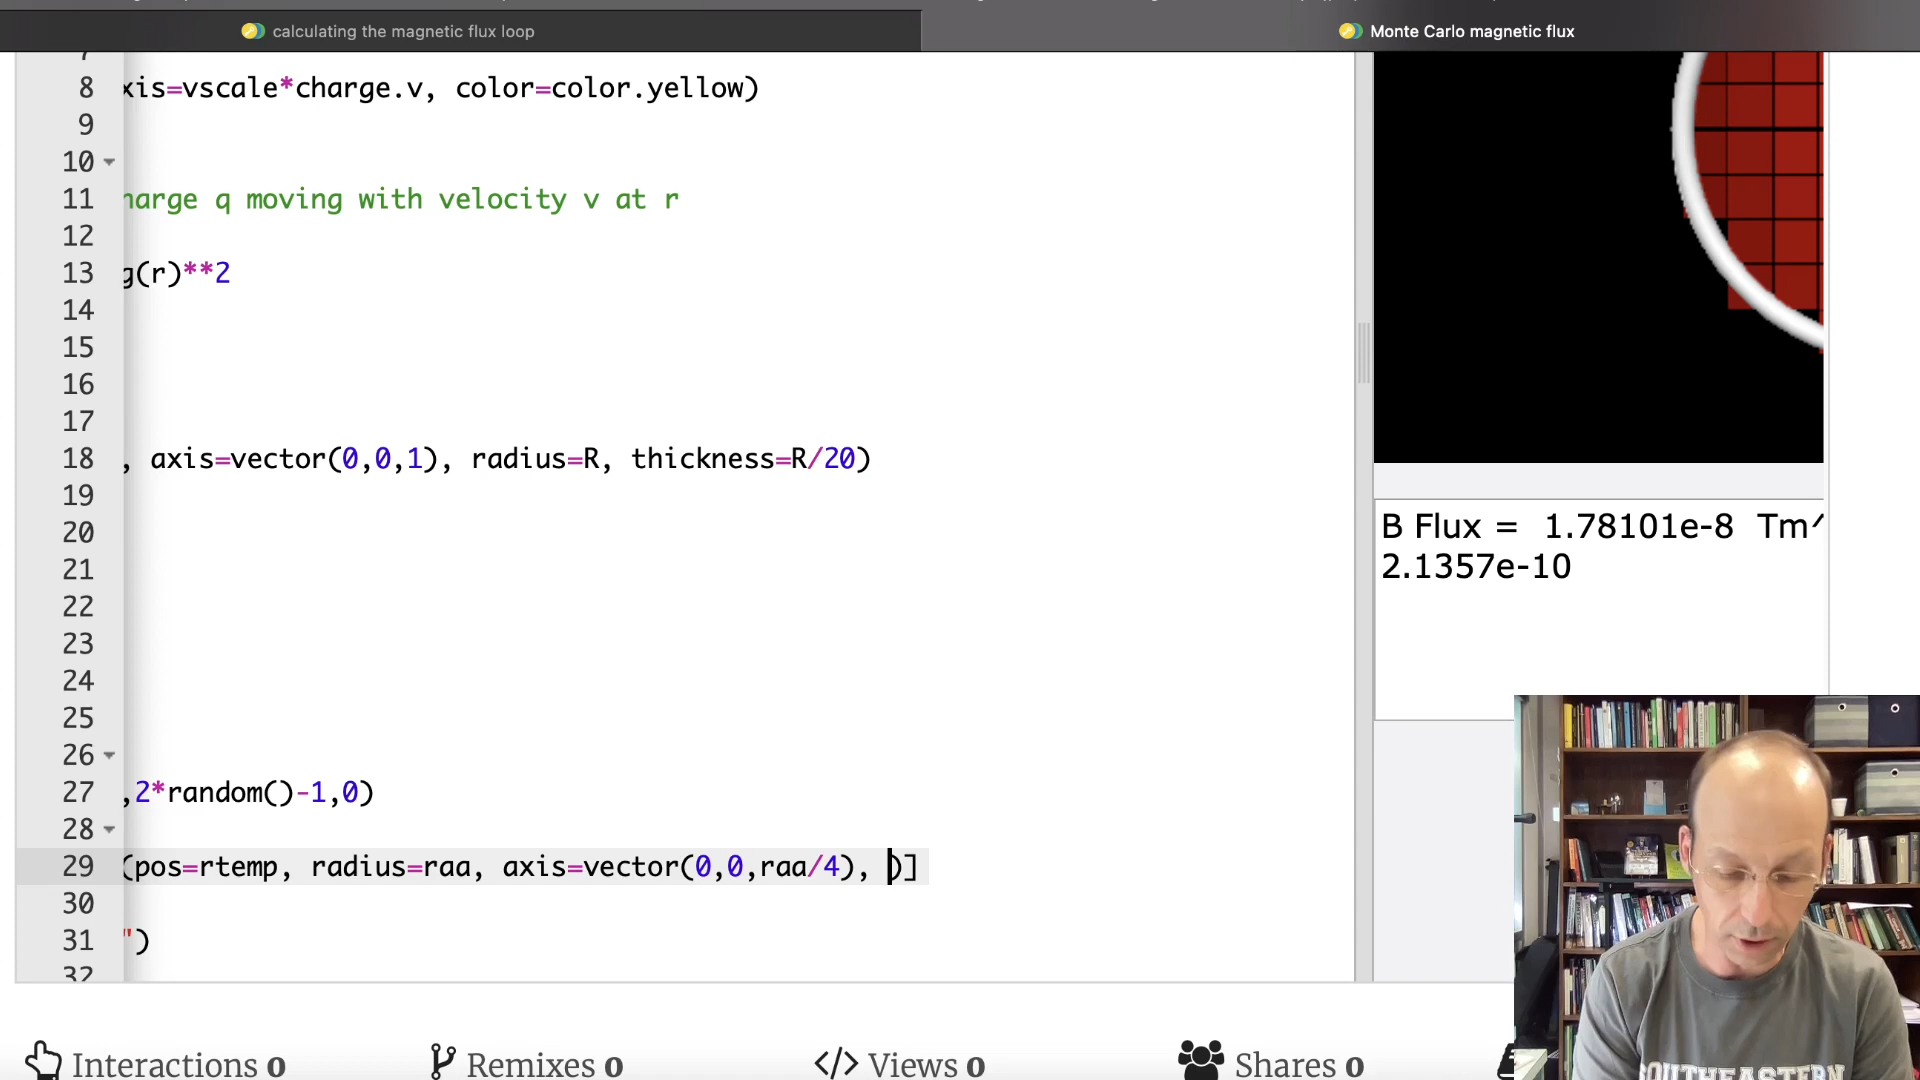 calculating the magnetic flux loop
Monte Carlo magnetic flux
8 xis=vscale*charge.v, color=color.yellow)
9
10
11 harge q moving with velocity v at r
12
13 g(r)**2
14
15
16
17
18 , axis=vector(0,0,1), radius=R, thickness=R/20)
19
20
21
22
23
24
25
26
27 ,2*random()-1,0)
28
29 (pos=rtemp, radius=raa, axis=vector(0,0,raa/4), )]
30
31 ")
32
B Flux = 1.78101e-8 Tm^
2.1357e-10
Interactions 0
Remixes 0
Views 0
Shares 0
SOUTHEASTERN